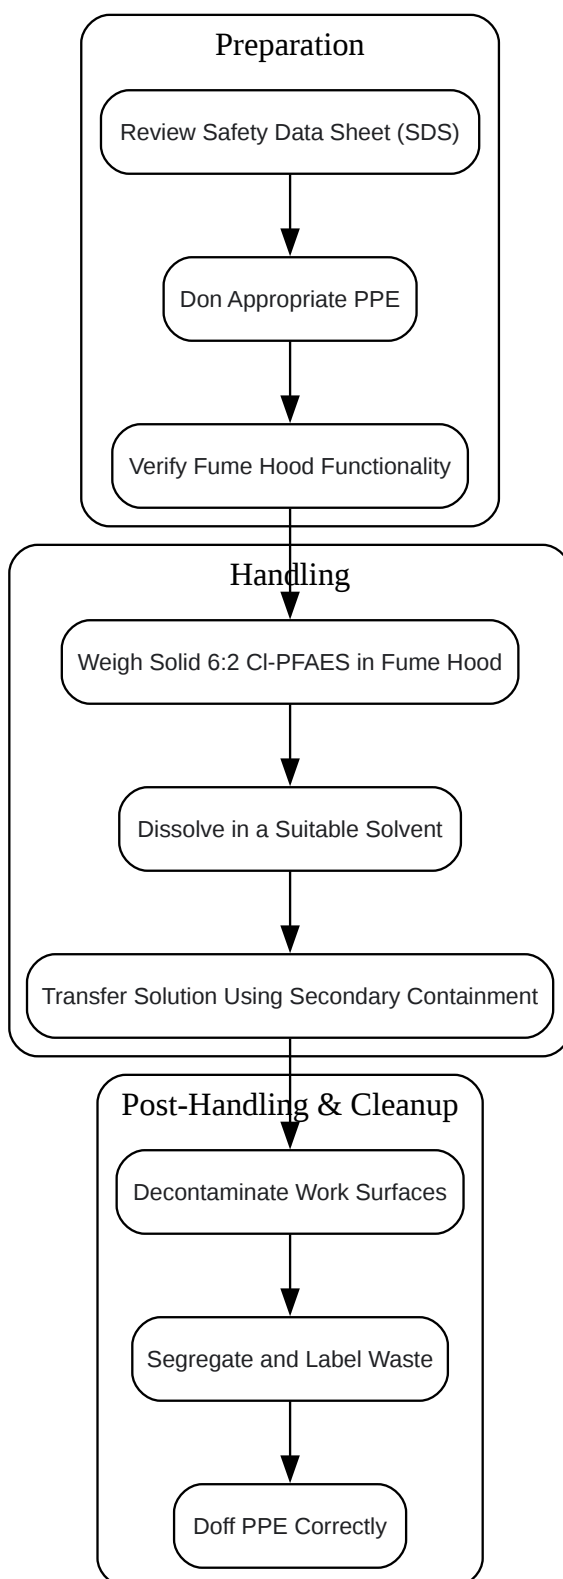 Preparation
Review Safety Data Sheet (SDS)
Don Appropriate PPE
Verify Fume Hood Functionality
Handling
Weigh Solid 6:2 Cl-PFAES in Fume Hood
Dissolve in a Suitable Solvent
Transfer Solution Using Secondary Containment
Post-Handling & Cleanup
Decontaminate Work Surfaces
Segregate and Label Waste
Doff PPE Correctly